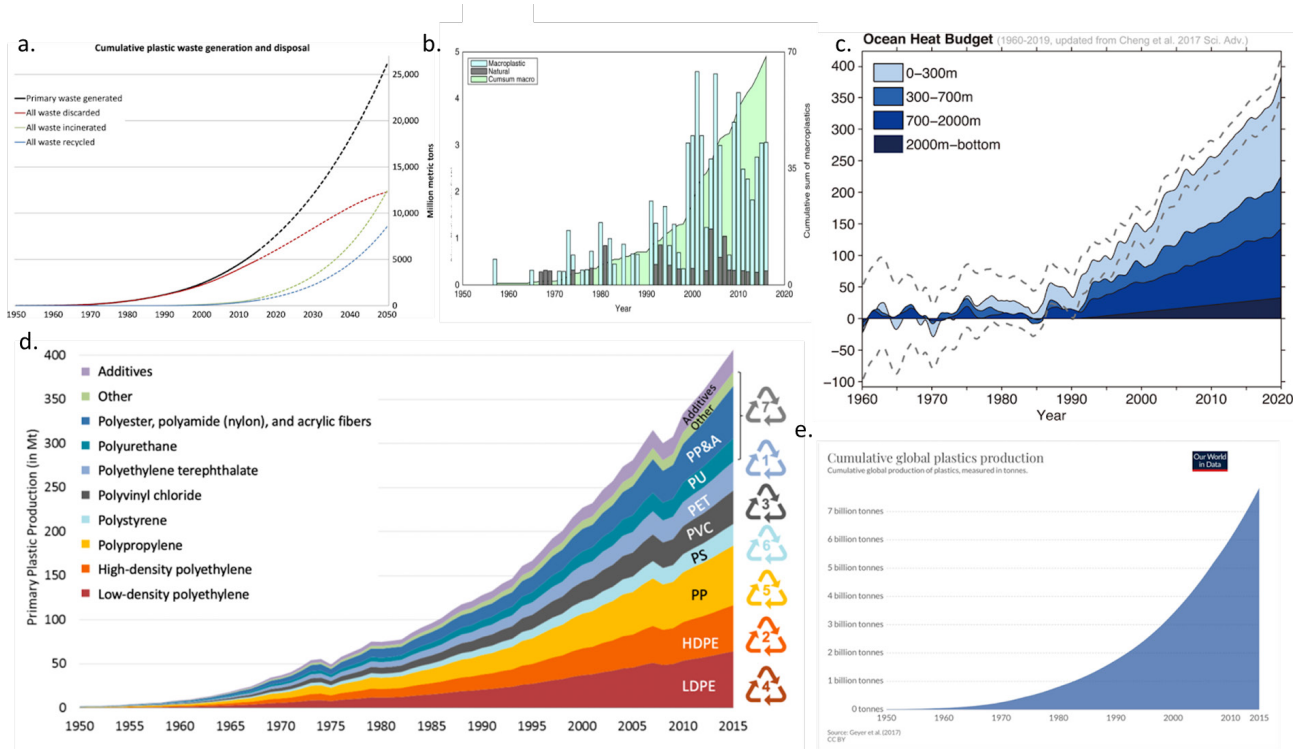 a.
Cumulative plastic waste generation and disposal
Primary waste generated
All waste discarded
All waste incinerated
All waste recycled
25,000
20,000
15,000
10,000
5000
0
Million metric tons
1950 1960 1970 1980 1990 2000 2010 2020 2030 2040 2050
b.
Macroplastic
Natural
Cumsum macro
5
4
3
2
1
0
70
35
0
Cumulative sum of macroplastics
1950 1960 1970 1980 1990 2000 2010 2020
Year
c.
Ocean Heat Budget (1960-2019, updated from Cheng et al. 2017 Sci. Adv.)
0−300m
300−700m
700−2000m
2000m−bottom
400
350
300
250
200
150
100
50
0
−50
−100
1960 1970 1980 1990 2000 2010 2020
Year
d.
Primary Plastic Production (in Mt)
400
350
300
250
200
150
100
50
0
Additives
Other
Polyester, polyamide (nylon), and acrylic fibers
Polyurethane
Polyethylene terephthalate
Polyvinyl chloride
Polystyrene
Polypropylene
High-density polyethylene
Low-density polyethylene
Additives
Other
PP&A
PU
PET
PVC
PS
PP
HDPE
LDPE
7
1
3
6
5
2
4
1950 1955 1960 1965 1970 1975 1980 1985 1990 1995 2000 2005 2010 2015
e.
Cumulative global plastics production
Cumulative global production of plastics, measured in tonnes.
Our World
in Data
7 billion tonnes
6 billion tonnes
5 billion tonnes
4 billion tonnes
3 billion tonnes
2 billion tonnes
1 billion tonnes
0 tonnes
1950 1960 1970 1980 1990 2000 2010 2015
Source: Geyer et al. (2017)
CC BY